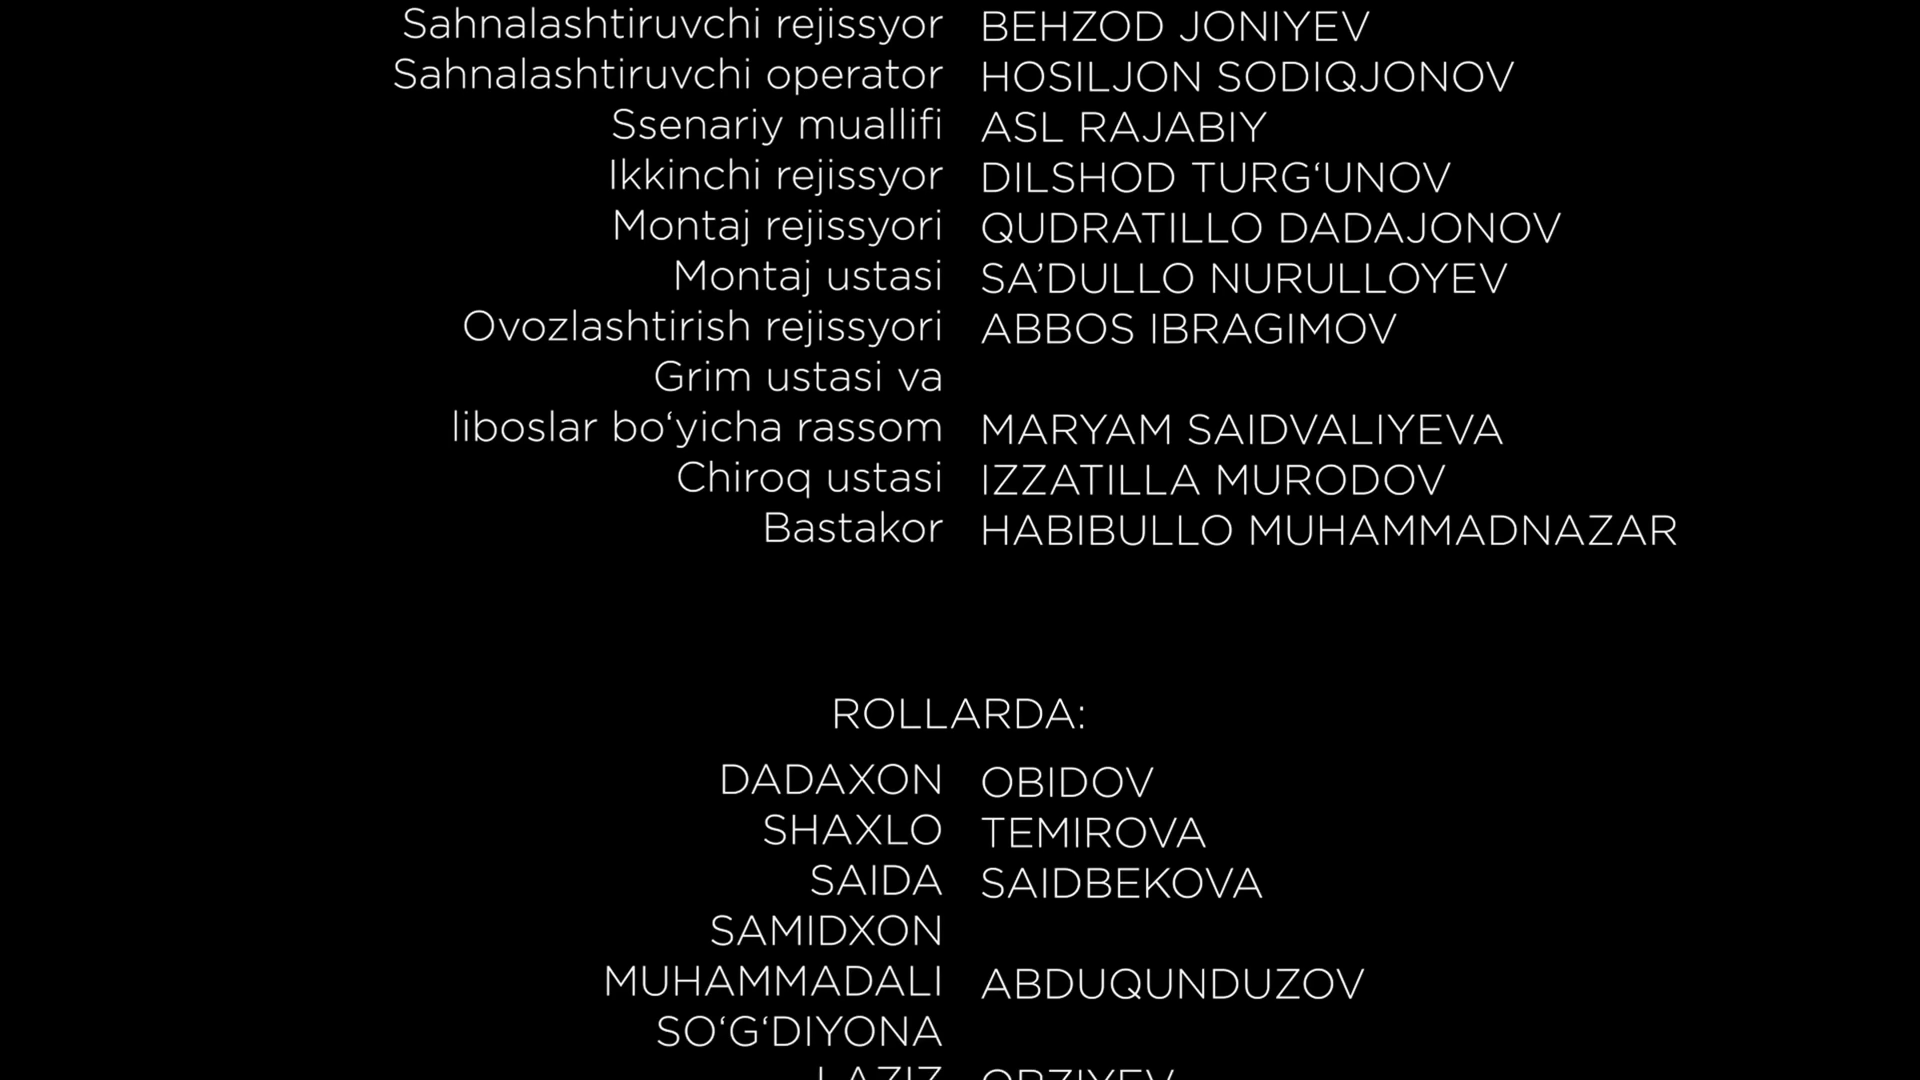 Sahnalashtiruvchi rejissyor BEHZOD JONIYEV
Sahnalashtiruvchi operator HOSILJON SODIQJONOV
Ssenariy muallifi ASL RAJABIY
Ikkinchi rejissyor DILSHOD TURG‘UNOV
Montaj rejissyori QUDRATILLO DADAJONOV
Montaj ustasi SA’DULLO NURULLOYEV
Ovozlashtirish rejissyori ABBOS IBRAGIMOV
Grim ustasi va
liboslar bo‘yicha rassom MARYAM SAIDVALIYEVA
Chiroq ustasi IZZATILLA MURODOV
Bastakor HABIBULLO MUHAMMADNAZAR
ROLLARDA:
DADAXON OBIDOV
SHAXLO TEMIROVA
SAIDA SAIDBEKOVA
SAMIDXON
MUHAMMADALI ABDUQUNDUZOV
SO‘G‘DIYONA
LAZIZ